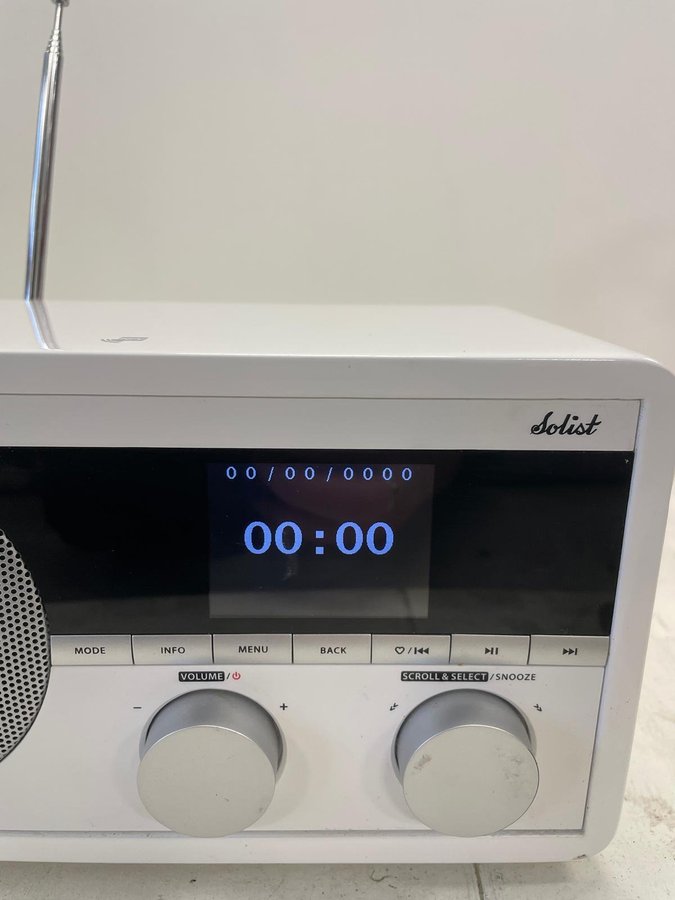 Solist
00/00/0000
00:00
MODE INFO MENU BACK ♡/⏮ ⏯ ⏭
VOLUME/⏻ SCROLL & SELECT/SNOOZE
− +